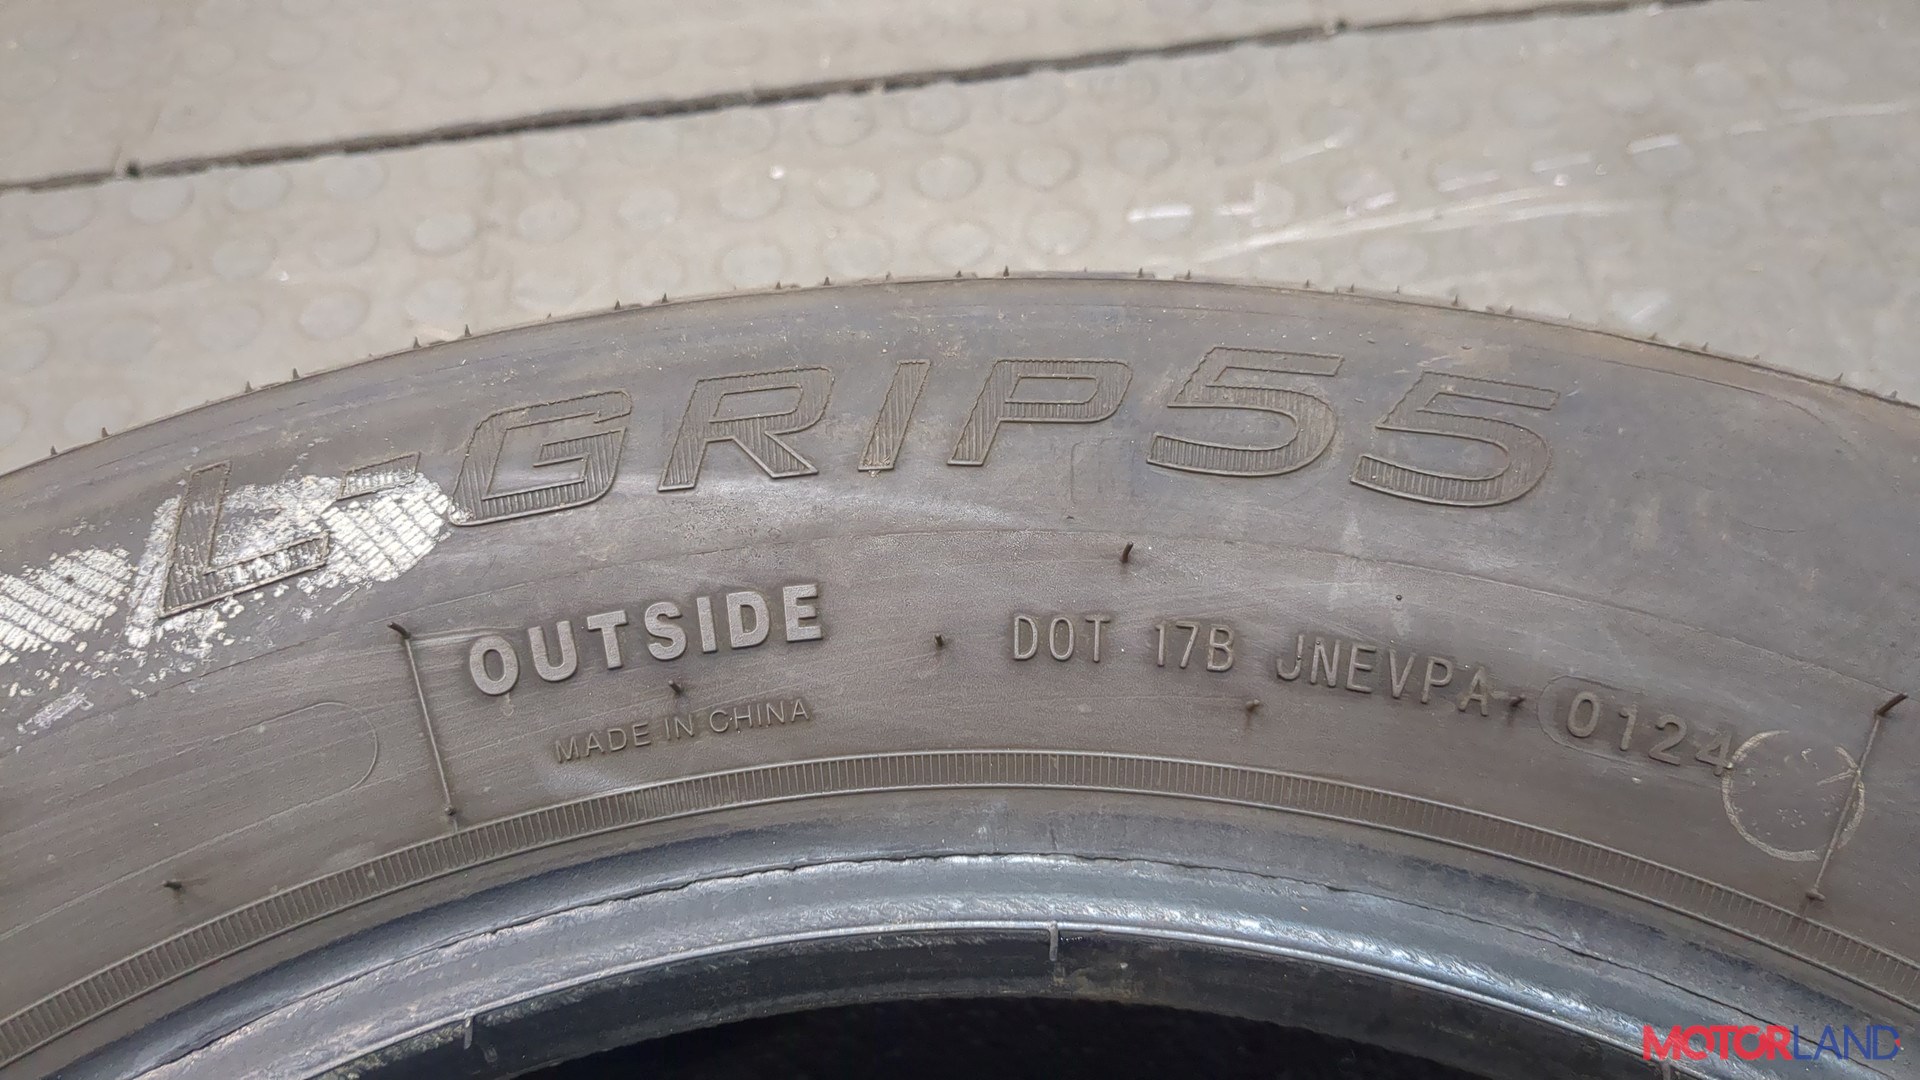 L-GRIP55
OUTSIDE
DOT 17B JNEVPA 0124
MADE IN CHINA
MOTORLAND